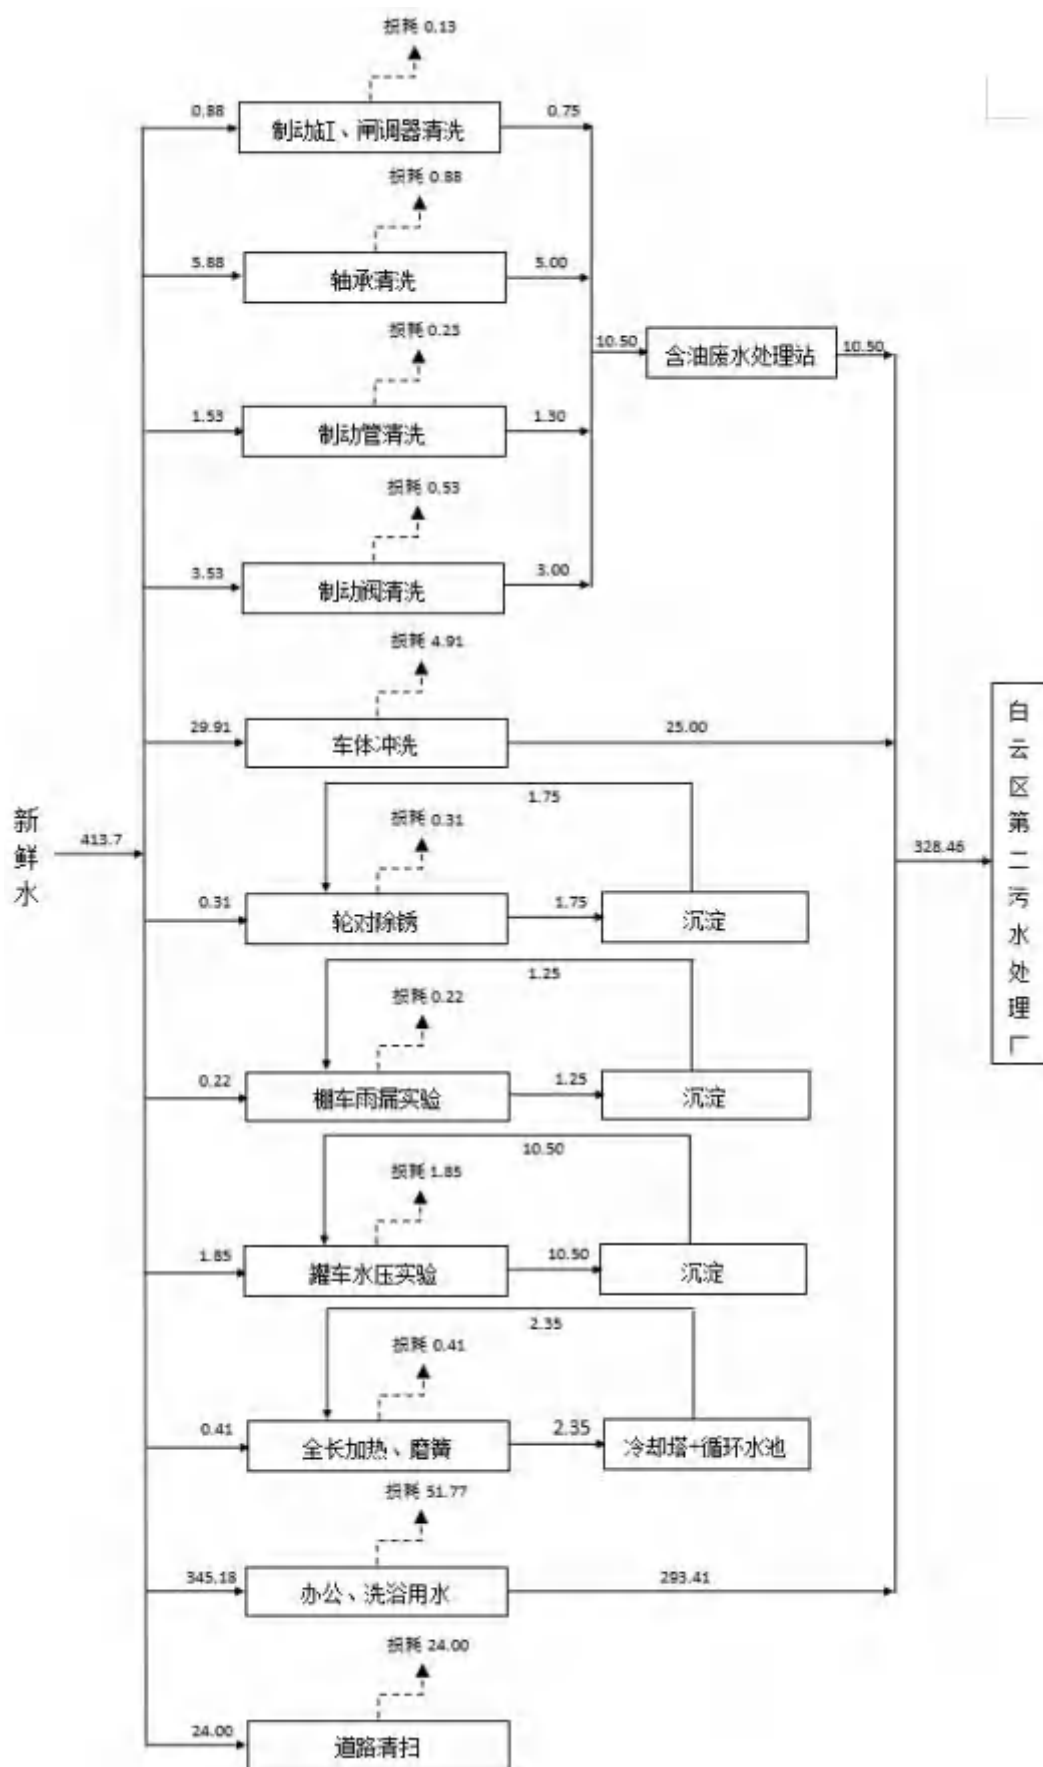 损耗 0.13
0.88
制动缸、闸调器清洗
0.75
损耗 0.88
5.88
轴承清洗
5.00
损耗 0.23
10.50
含油废水处理站
10.50
1.53
制动管清洗
1.30
损耗 0.53
3.53
制动阀清洗
3.00
损耗 4.91
29.91
车体冲洗
25.00
白云区第二污水处理厂
新鲜水
413.7
328.46
1.75
损耗 0.31
0.31
轮对除锈
1.75
沉淀
1.25
损耗 0.22
0.22
棚车雨漏实验
1.25
沉淀
10.50
损耗 1.85
1.85
罐车水压实验
10.50
沉淀
2.35
损耗 0.41
0.41
全长加热、磨簧
2.35
冷却塔+循环水池
损耗 51.77
345.18
办公、洗浴用水
293.41
损耗 24.00
24.00
道路清扫